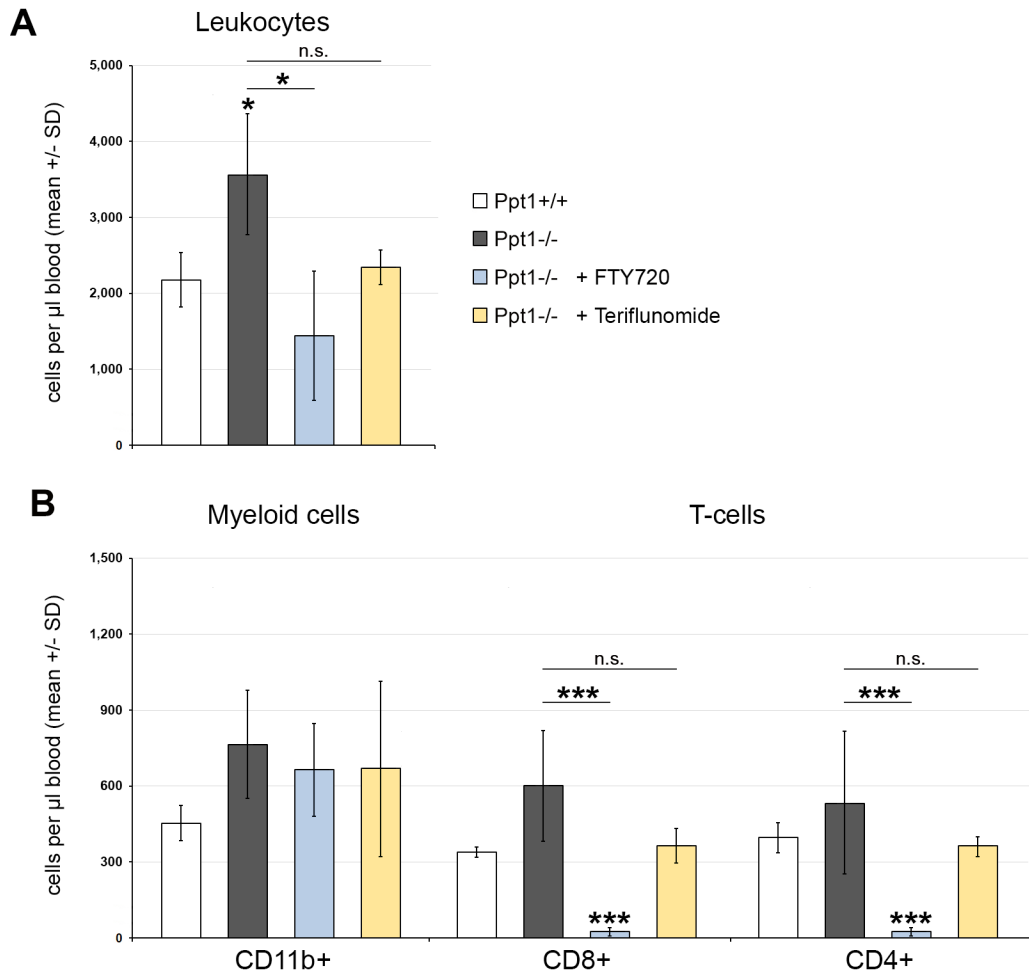 A
Leukocytes
n.s.
*
*
5,000
4,000
3,000
2,000
1,000
0
cells per µl blood (mean +/- SD)
Ppt1+/+
Ppt1-/-
Ppt1-/- + FTY720
Ppt1-/- + Teriflunomide
B
Myeloid cells
T-cells
1,500
1,200
900
600
300
0
cells per µl blood (mean +/- SD)
n.s.
n.s.
***
***
***
***
CD11b+
CD8+
CD4+